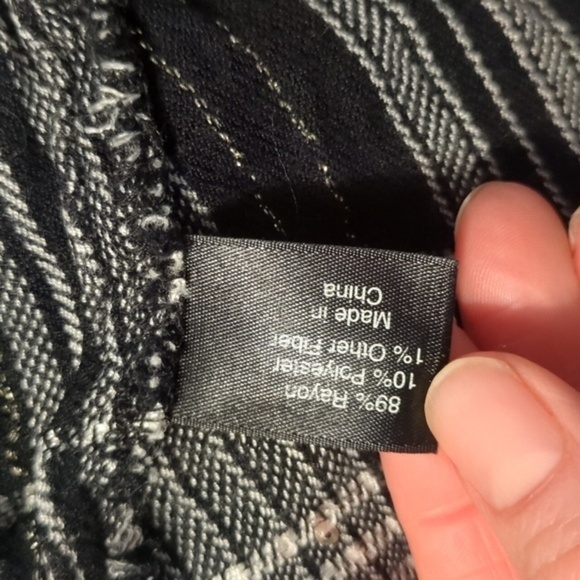 89% Rayon
10% Polyester
1% Other Fiber
Made in
China